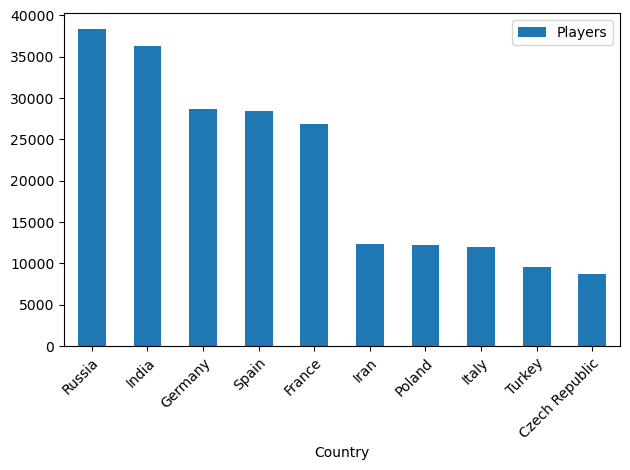 Players
40000
35000
30000
25000
20000
15000
10000
5000
0
Russia
India
Germany
Spain
France
Iran
Poland
Italy
Turkey
Czech Republic
Country